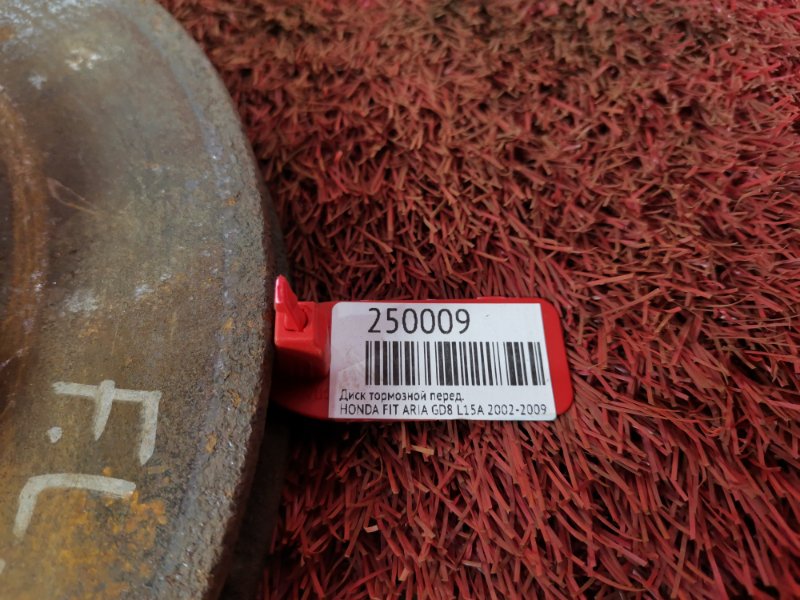 250009
Диск тормозной перед.
HONDA FIT ARIA GD8 L15A 2002-2009
F.L.